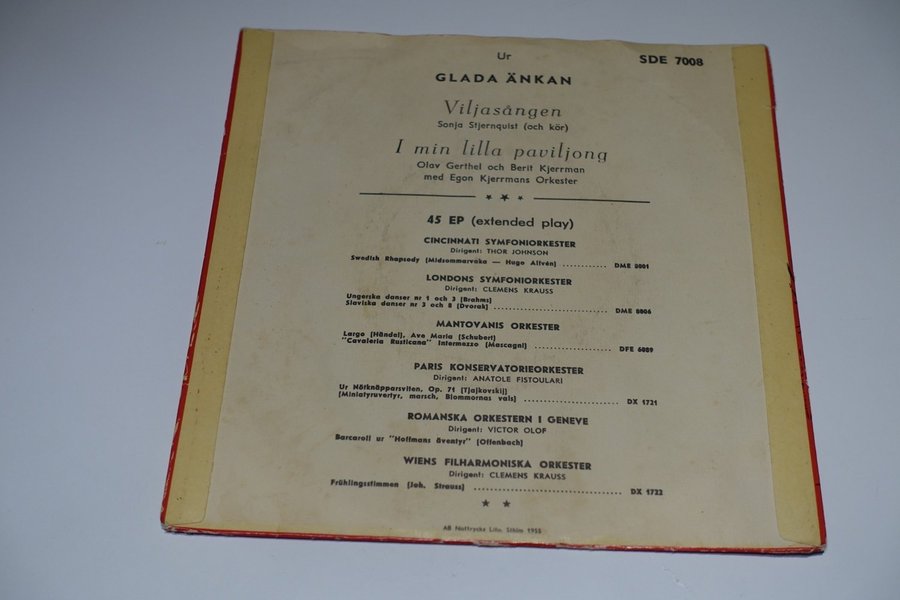 Ur
SDE 7008
GLADA ÄNKAN
Viljasången
Sonja Stjernquist (och kör)
I min lilla paviljong
Olav Gerthel och Berit Kjerrman
med Egon Kjerrmans Orkester
45 EP (extended play)
CINCINNATI SYMFONIORKESTER
Dirigent: THOR JOHNSON
Swedish Rhapsody (Midsommarvaka — Hugo Alfvén) ........... DME 8001
LONDONS SYMFONIORKESTER
Dirigent: CLEMENS KRAUSS
Ungerska danser nr 1 och 3 (Brahms)
Slaviska danser nr 3 och 8 (Dvorak) ........... DME 8006
MANTOVANIS ORKESTER
Largo (Händel), Ave Maria (Schubert)
"Cavaleria Rusticana" Intermezzo (Mascagni) ........... DFE 6089
PARIS KONSERVATORIEORKESTER
Dirigent: ANATOLE FISTOULARI
Ur Nötknäpparsviten, Op. 71 (Tjajkovskij)
(Miniatyruvertyr, marsch, Blommornas vals) ........... DX 1721
ROMANSKA ORKESTERN I GENEVE
Dirigent: VICTOR OLOF
Barcaroll ur "Hoffmans äventyr" (Offenbach)
WIENS FILHARMONISKA ORKESTER
Dirigent: CLEMENS KRAUSS
Frühlingsstimmen (Joh. Strauss) ........... DX 1722
AB Nottrycks Lito. Sthlm 1955